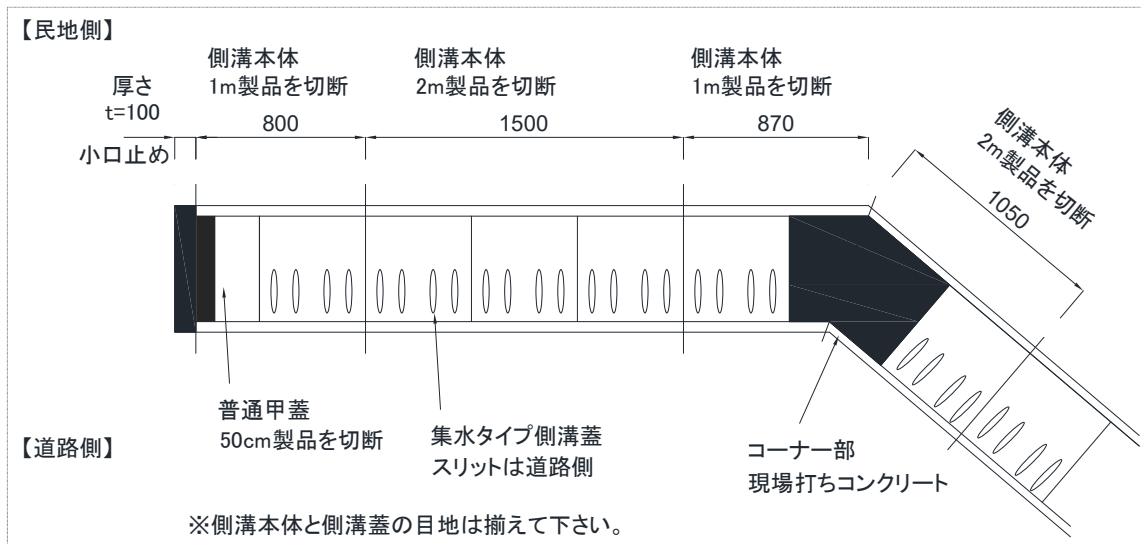 【民地側】
側溝本体
1m製品を切断
側溝本体
2m製品を切断
側溝本体
1m製品を切断
厚さ
t=100
800
1500
870
小口止め
側溝本体
2m製品を切断
1050
普通甲蓋
50cm製品を切断
集水タイプ側溝蓋
スリットは道路側
コーナー部
現場打ちコンクリート
【道路側】
※側溝本体と側溝蓋の目地は揃えて下さい。